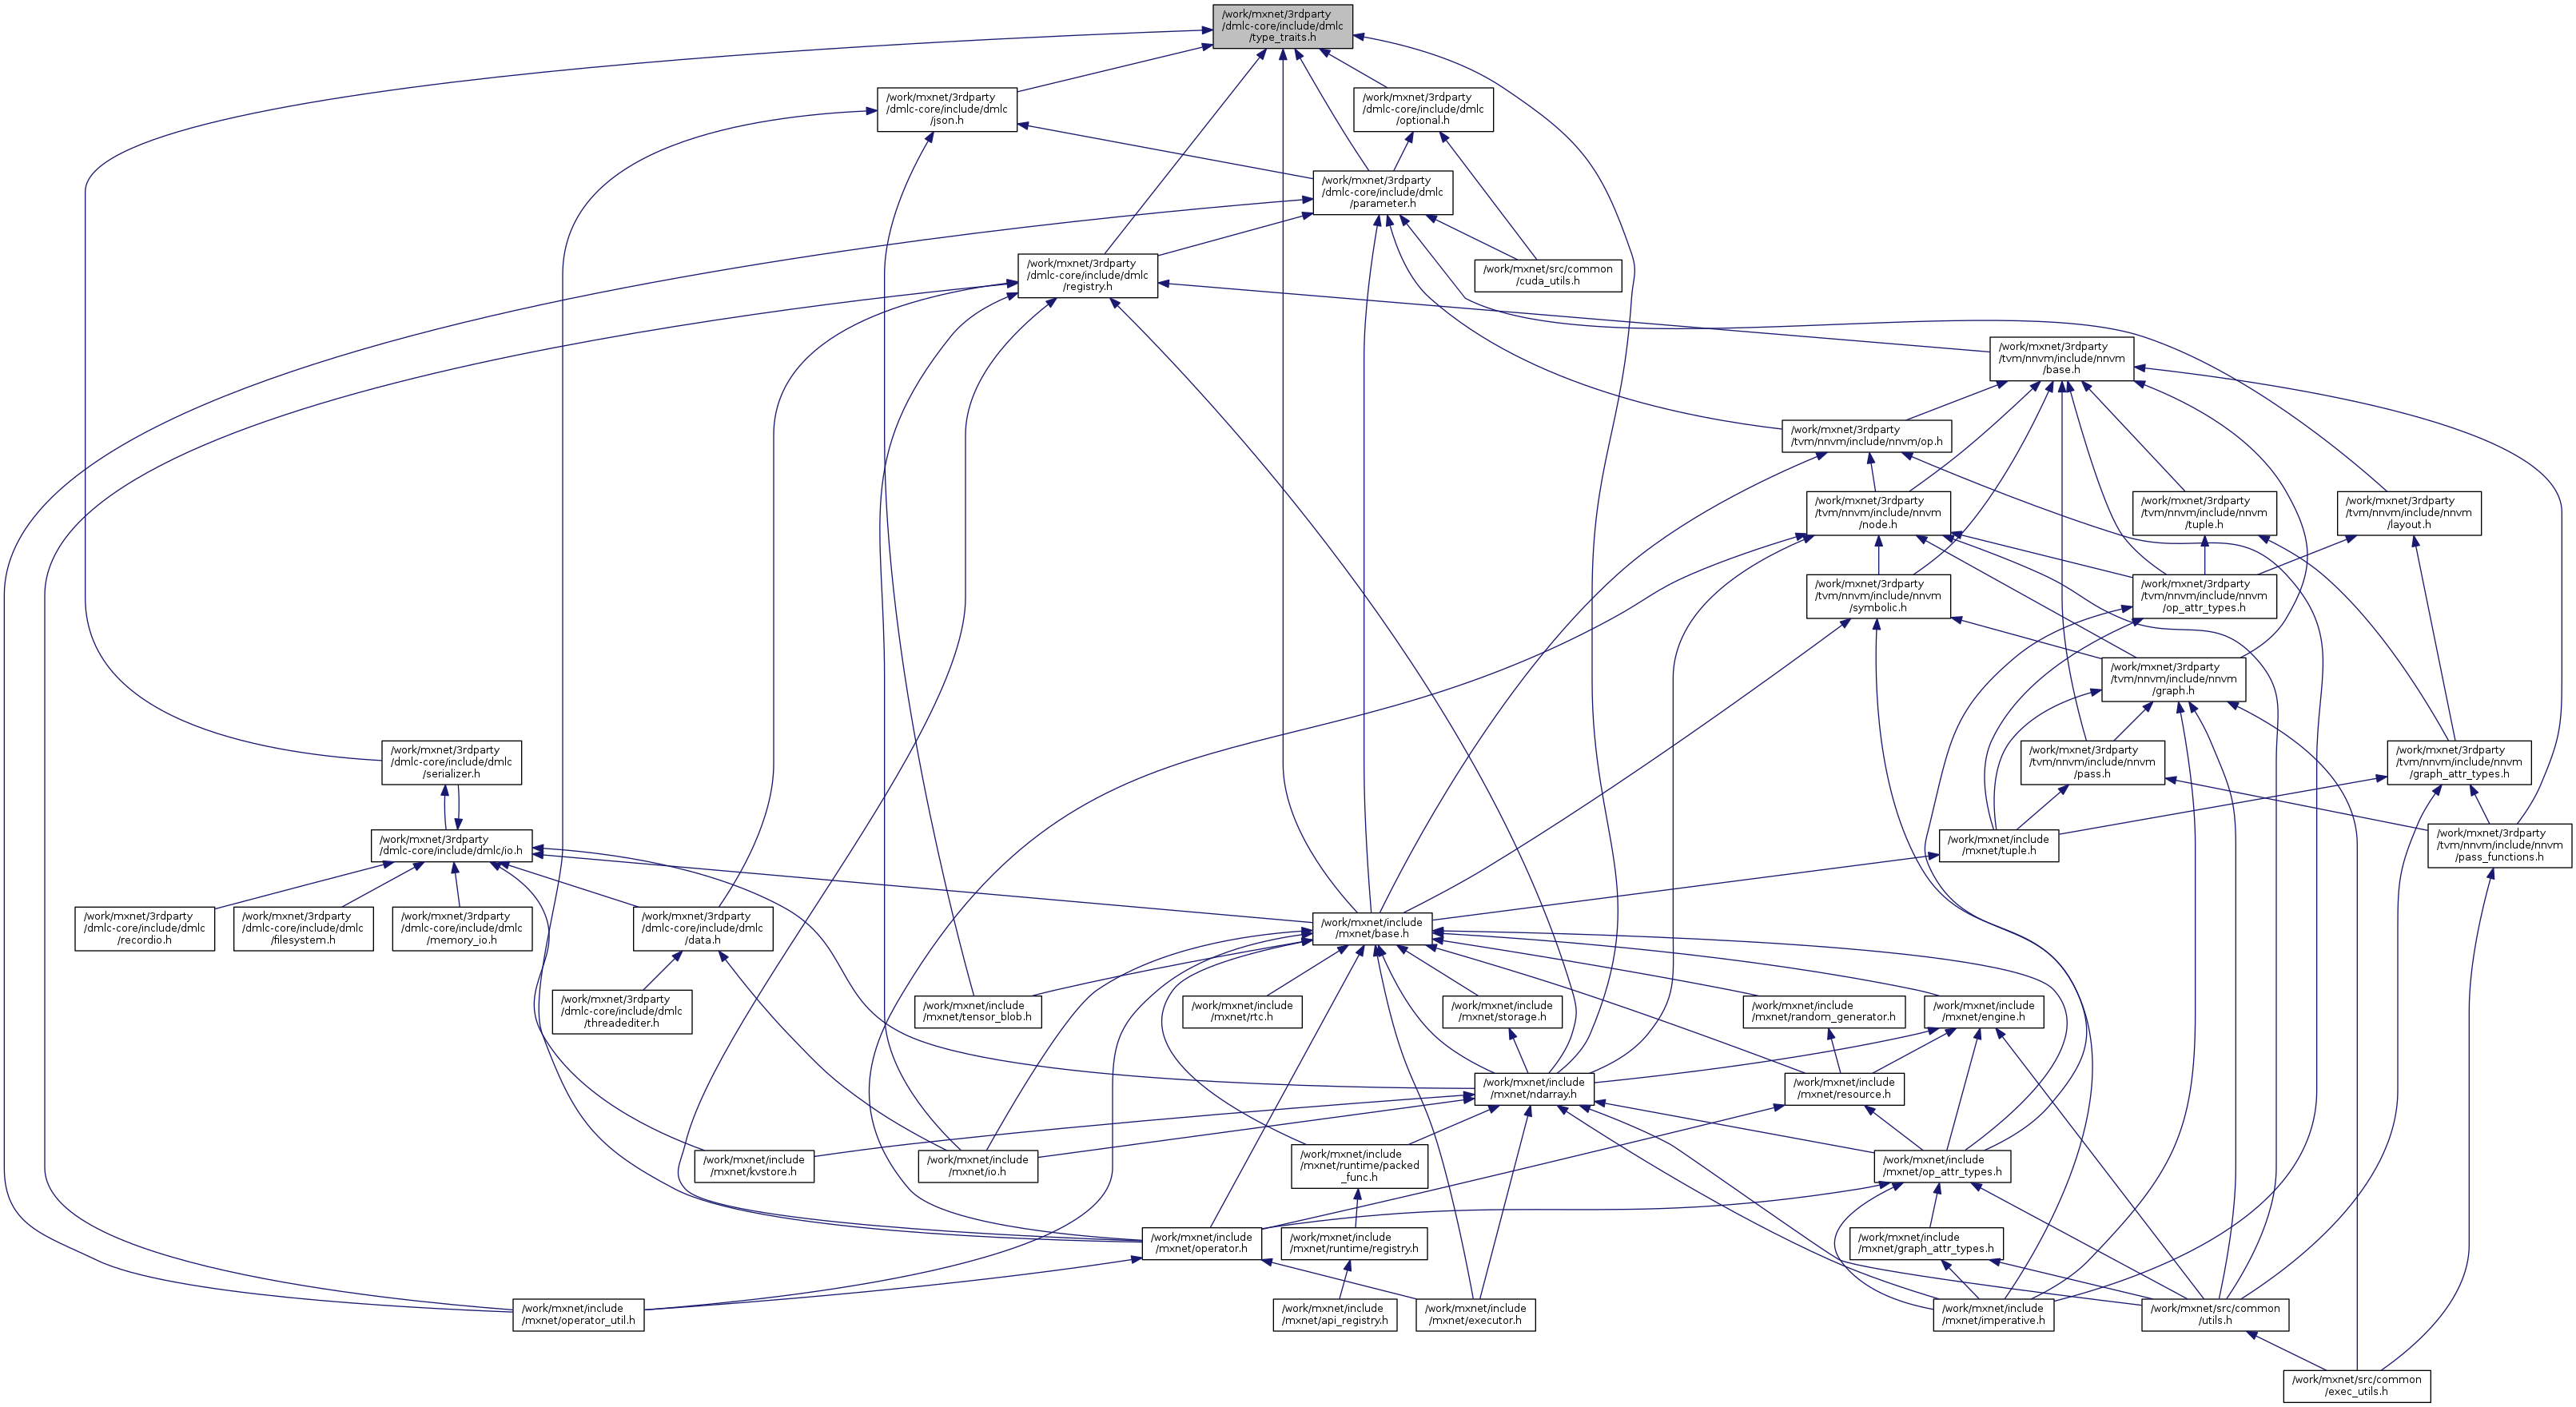 /work/mxnet/3rdparty
/dmlc-core/include/dmlc
/type_traits.h
/work/mxnet/3rdparty
/dmlc-core/include/dmlc
/json.h
/work/mxnet/3rdparty
/dmlc-core/include/dmlc
/optional.h
/work/mxnet/3rdparty
/dmlc-core/include/dmlc
/parameter.h
/work/mxnet/3rdparty
/dmlc-core/include/dmlc
/registry.h
/work/mxnet/src/common
/cuda_utils.h
/work/mxnet/3rdparty
/tvm/nnvm/include/nnvm
/base.h
/work/mxnet/3rdparty
/tvm/nnvm/include/nnvm/op.h
/work/mxnet/3rdparty
/tvm/nnvm/include/nnvm
/node.h
/work/mxnet/3rdparty
/tvm/nnvm/include/nnvm
/tuple.h
/work/mxnet/3rdparty
/tvm/nnvm/include/nnvm
/layout.h
/work/mxnet/3rdparty
/tvm/nnvm/include/nnvm
/symbolic.h
/work/mxnet/3rdparty
/tvm/nnvm/include/nnvm
/op_attr_types.h
/work/mxnet/3rdparty
/tvm/nnvm/include/nnvm
/graph.h
/work/mxnet/3rdparty
/dmlc-core/include/dmlc
/serializer.h
/work/mxnet/3rdparty
/tvm/nnvm/include/nnvm
/pass.h
/work/mxnet/3rdparty
/tvm/nnvm/include/nnvm
/graph_attr_types.h
/work/mxnet/3rdparty
/dmlc-core/include/dmlc/io.h
/work/mxnet/include
/mxnet/tuple.h
/work/mxnet/3rdparty
/tvm/nnvm/include/nnvm
/pass_functions.h
/work/mxnet/3rdparty
/dmlc-core/include/dmlc
/recordio.h
/work/mxnet/3rdparty
/dmlc-core/include/dmlc
/filesystem.h
/work/mxnet/3rdparty
/dmlc-core/include/dmlc
/memory_io.h
/work/mxnet/3rdparty
/dmlc-core/include/dmlc
/data.h
/work/mxnet/include
/mxnet/base.h
/work/mxnet/3rdparty
/dmlc-core/include/dmlc
/threadediter.h
/work/mxnet/include
/mxnet/tensor_blob.h
/work/mxnet/include
/mxnet/rtc.h
/work/mxnet/include
/mxnet/storage.h
/work/mxnet/include
/mxnet/random_generator.h
/work/mxnet/include
/mxnet/engine.h
/work/mxnet/include
/mxnet/ndarray.h
/work/mxnet/include
/mxnet/resource.h
/work/mxnet/include
/mxnet/kvstore.h
/work/mxnet/include
/mxnet/io.h
/work/mxnet/include
/mxnet/runtime/packed
_func.h
/work/mxnet/include
/mxnet/op_attr_types.h
/work/mxnet/include
/mxnet/operator.h
/work/mxnet/include
/mxnet/runtime/registry.h
/work/mxnet/include
/mxnet/graph_attr_types.h
/work/mxnet/include
/mxnet/operator_util.h
/work/mxnet/include
/mxnet/api_registry.h
/work/mxnet/include
/mxnet/executor.h
/work/mxnet/include
/mxnet/imperative.h
/work/mxnet/src/common
/utils.h
/work/mxnet/src/common
/exec_utils.h